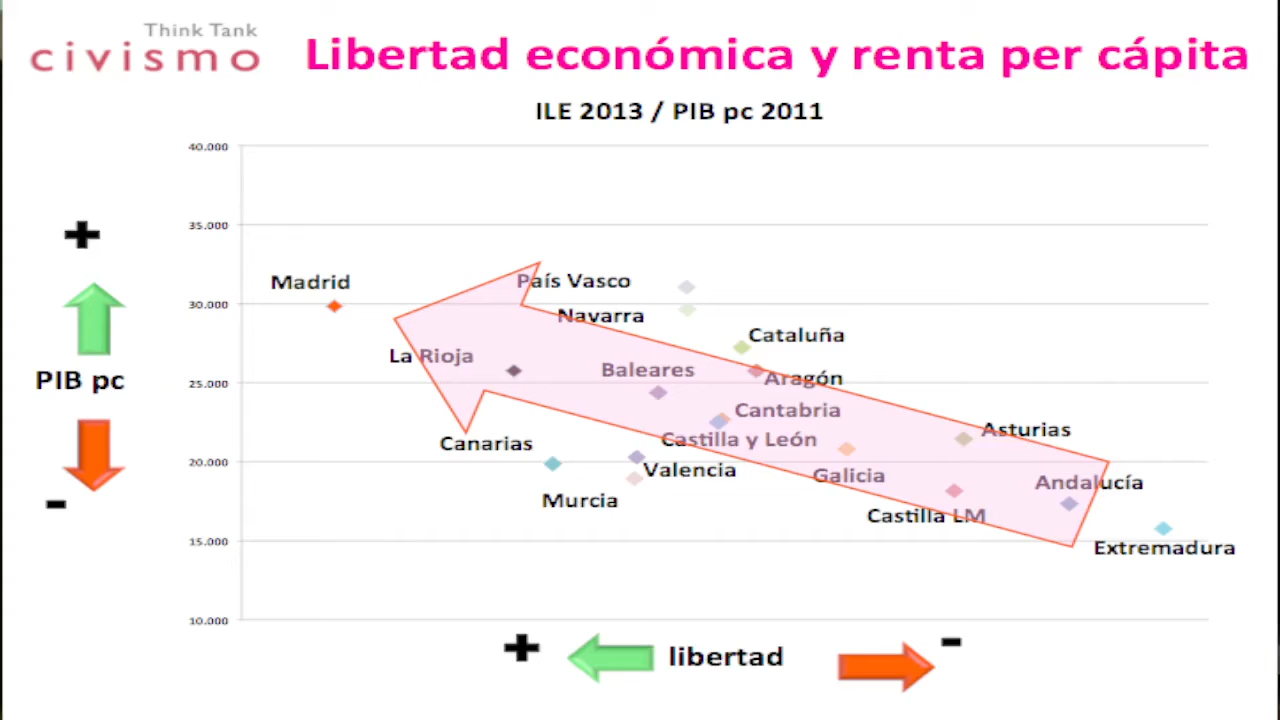 Think Tank
civismo
Libertad económica y renta per cápita
ILE 2013 / PIB pc 2011
40.000
35.000
+
Madrid
País Vasco
30.000
Navarra
Cataluña
La Rioja
Baleares
PIB pc
25.000
Aragón
Cantabria
Asturias
Canarias
Castilla y León
20.000
Valencia
Galicia
Andalucía
-
Murcia
Castilla LM
15.000
Extremadura
10.000
+
libertad
-